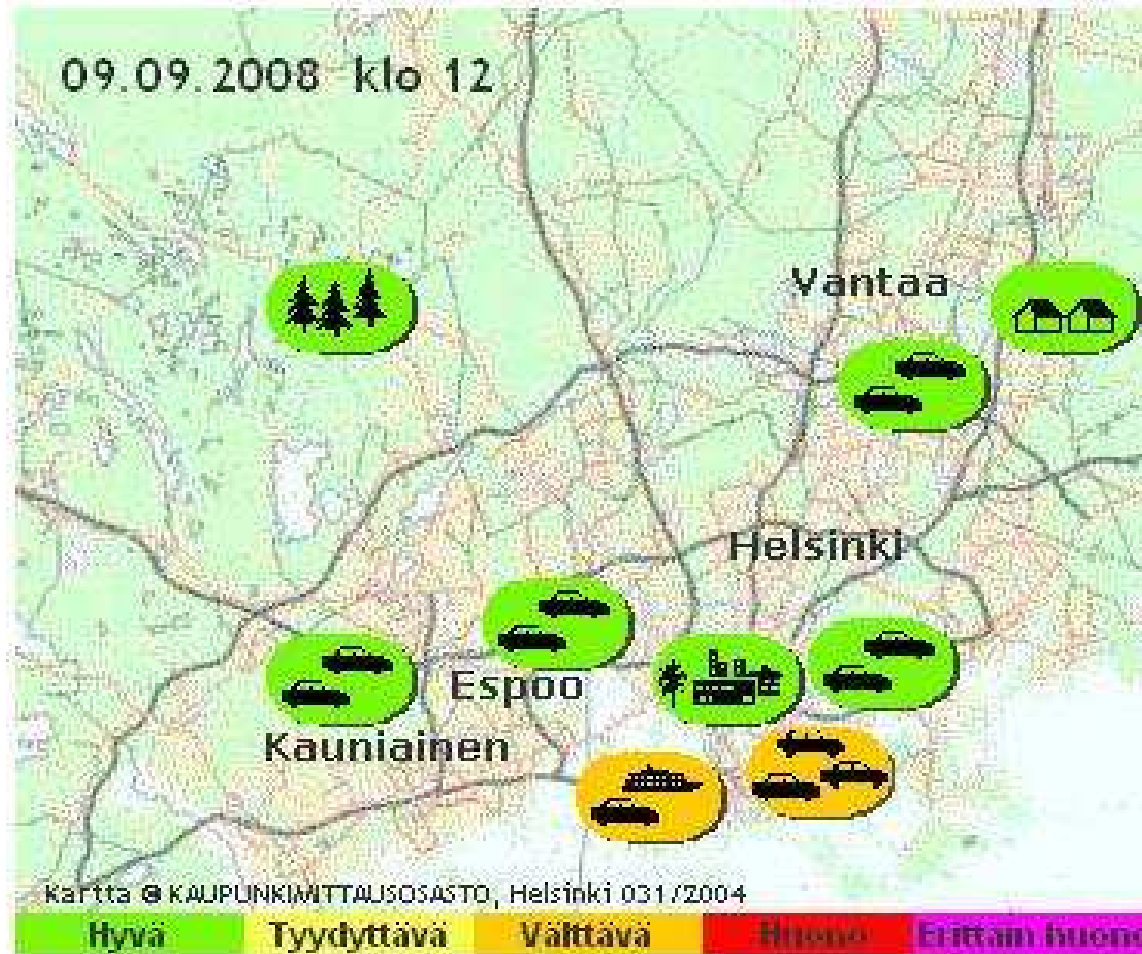 09.09.2008 klo 12
Vantaa
Helsinki
Espoo
Kauniainen
Kartta © KAUPUNKIMITTAUSOSASTO, Helsinki 031/2004
Hyvä Tyydyttävä Välttävä Huono Erittäin huono